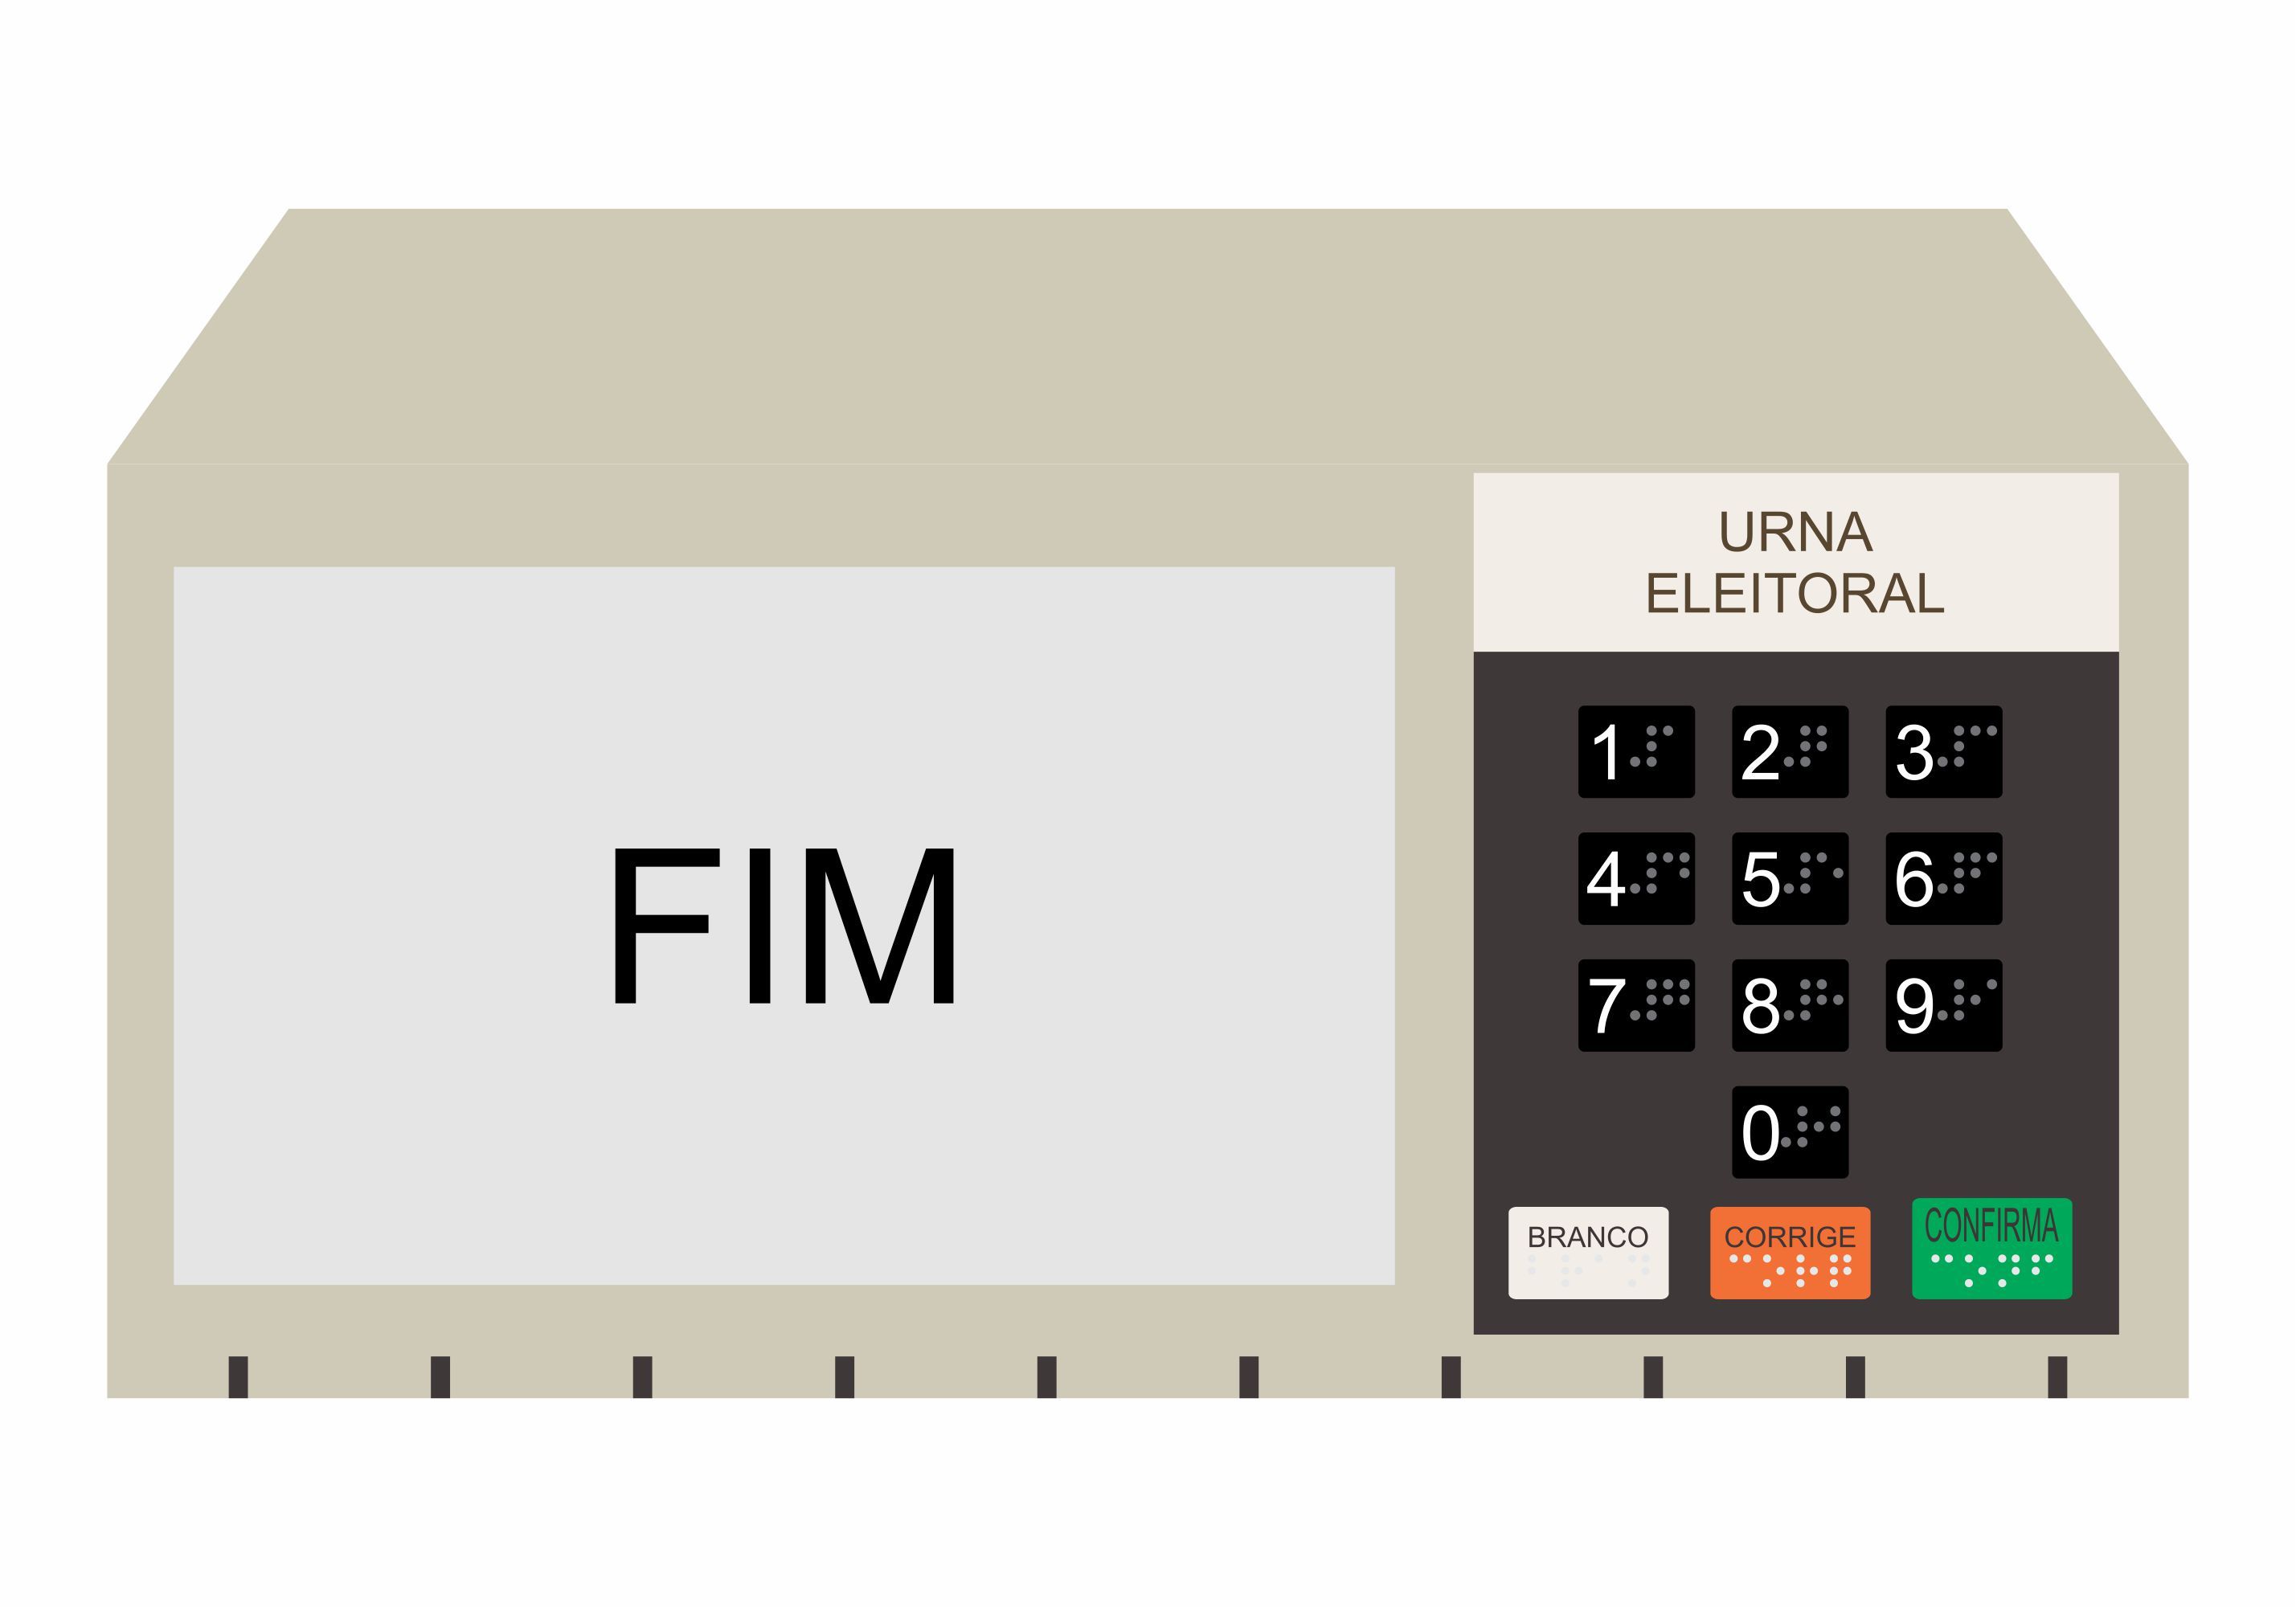 URNA
ELEITORAL
FIM
1 2 3
4 5 6
7 8 9
0
BRANCO CORRIGE CONFIRMA